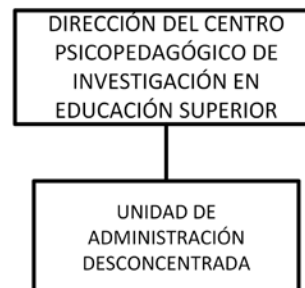 DIRECCIÓN DEL CENTRO
PSICOPEDAGÓGICO DE
INVESTIGACIÓN EN
EDUCACIÓN SUPERIOR
UNIDAD DE
ADMINISTRACIÓN
DESCONCENTRADA